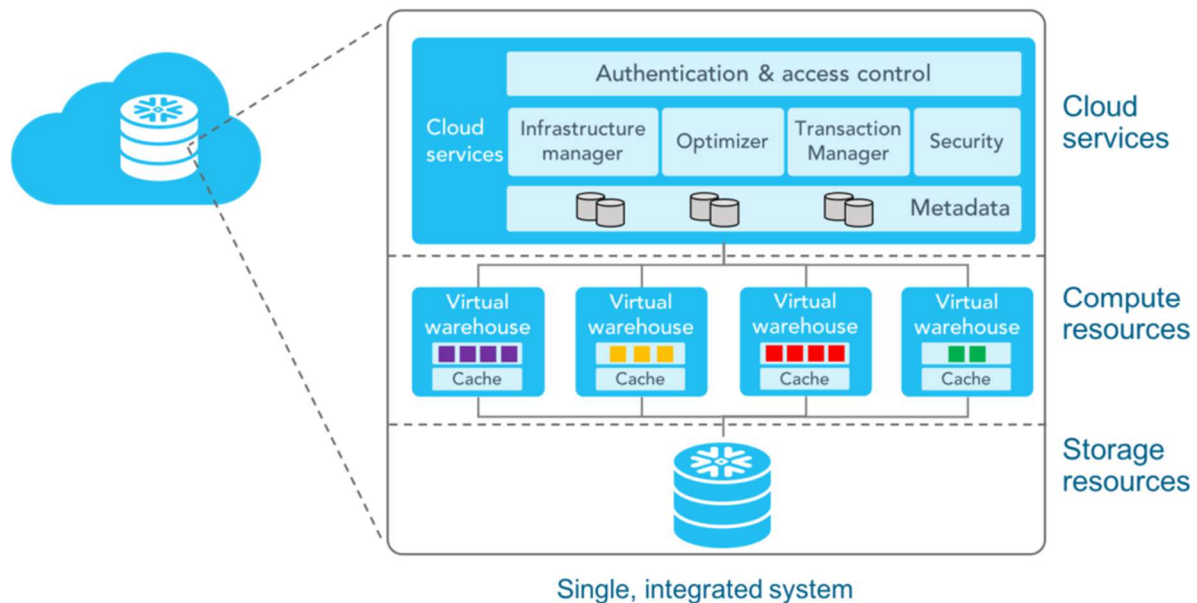 Authentication & access control
Cloud
services
Infrastructure
manager
Optimizer
Transaction
Manager
Security
Metadata
Cloud
services
Virtual
warehouse
Cache
Virtual
warehouse
Cache
Virtual
warehouse
Cache
Virtual
warehouse
Cache
Compute
resources
Storage
resources
Single, integrated system